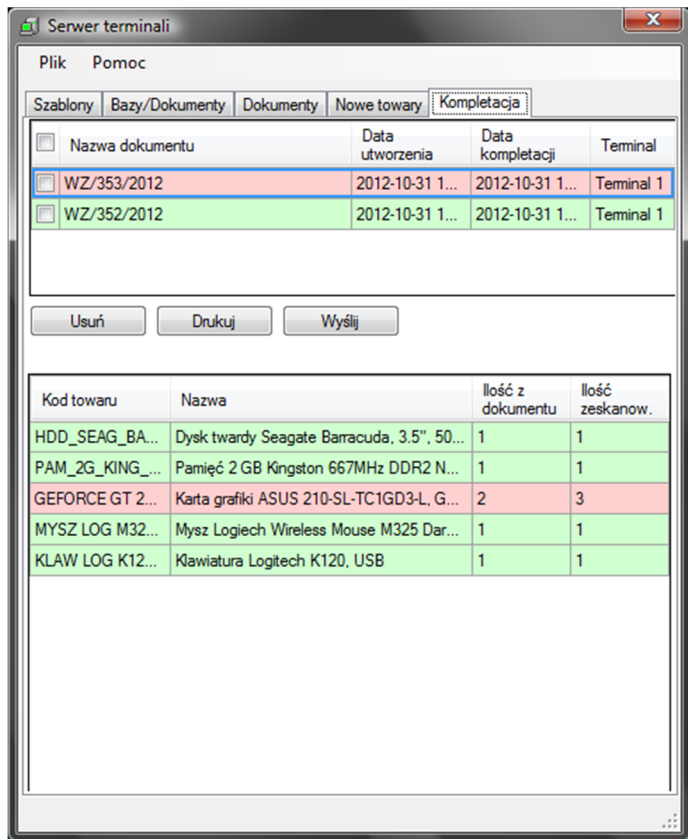 Serwer terminali
Plik Pomoc
Szablony Bazy/Dokumenty Dokumenty Nowe towary Kompletacja
Nazwa dokumentu Data utworzenia Data kompletacji Terminal
WZ/353/2012 2012-10-31 1... 2012-10-31 1... Terminal 1
WZ/352/2012 2012-10-31 1... 2012-10-31 1... Terminal 1
Usuń Drukuj Wyślij
Kod towaru Nazwa Ilość z dokumentu Ilość zeskanow.
HDD_SEAG_BA... Dysk twardy Seagate Barracuda, 3.5", 50... 1 1
PAM_2G_KING_... Pamięć 2 GB Kingston 667MHz DDR2 N... 1 1
GEFORCE GT 2... Karta grafiki ASUS 210-SL-TC1GD3-L, G... 2 3
MYSZ LOG M32... Mysz Logiech Wireless Mouse M325 Dar... 1 1
KLAW LOG K12... Klawiatura Logitech K120, USB 1 1